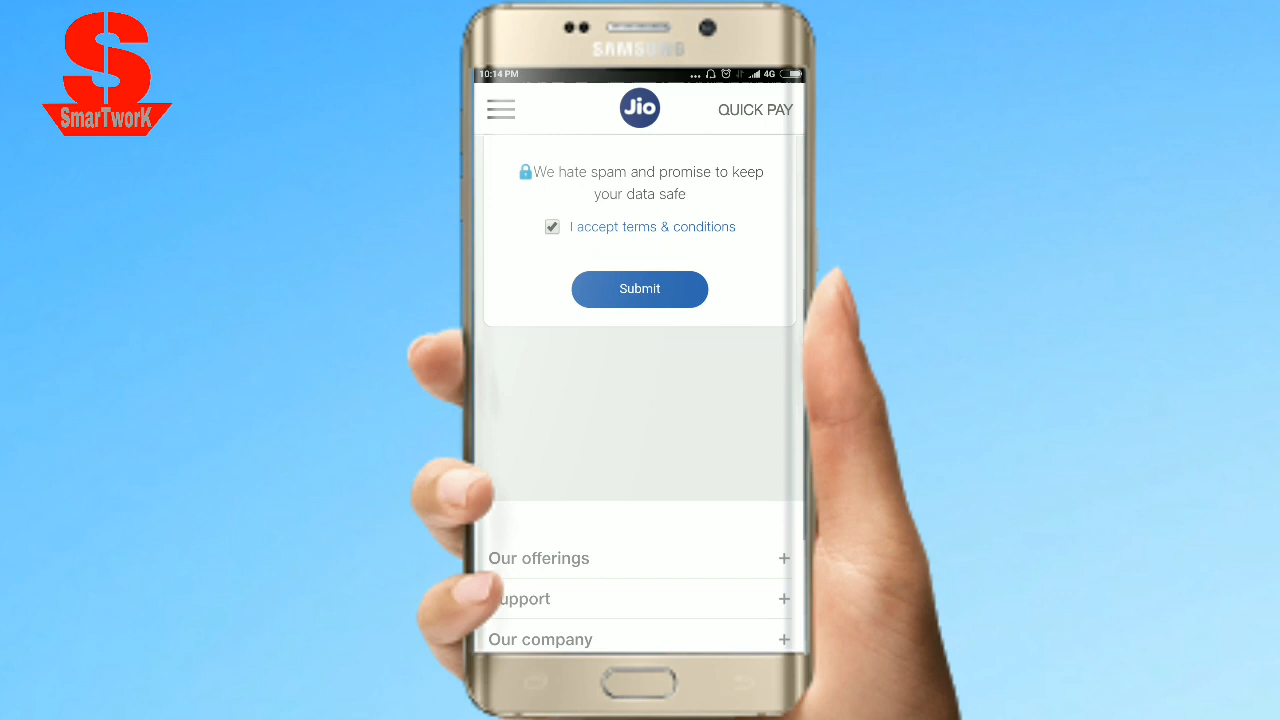 SmarTworK
SAMSUNG
10:14 PM
4G
Jio
QUICK PAY
We hate spam and promise to keep
your data safe
I accept terms & conditions
Submit
Our offerings
+
upport
+
Our company
+